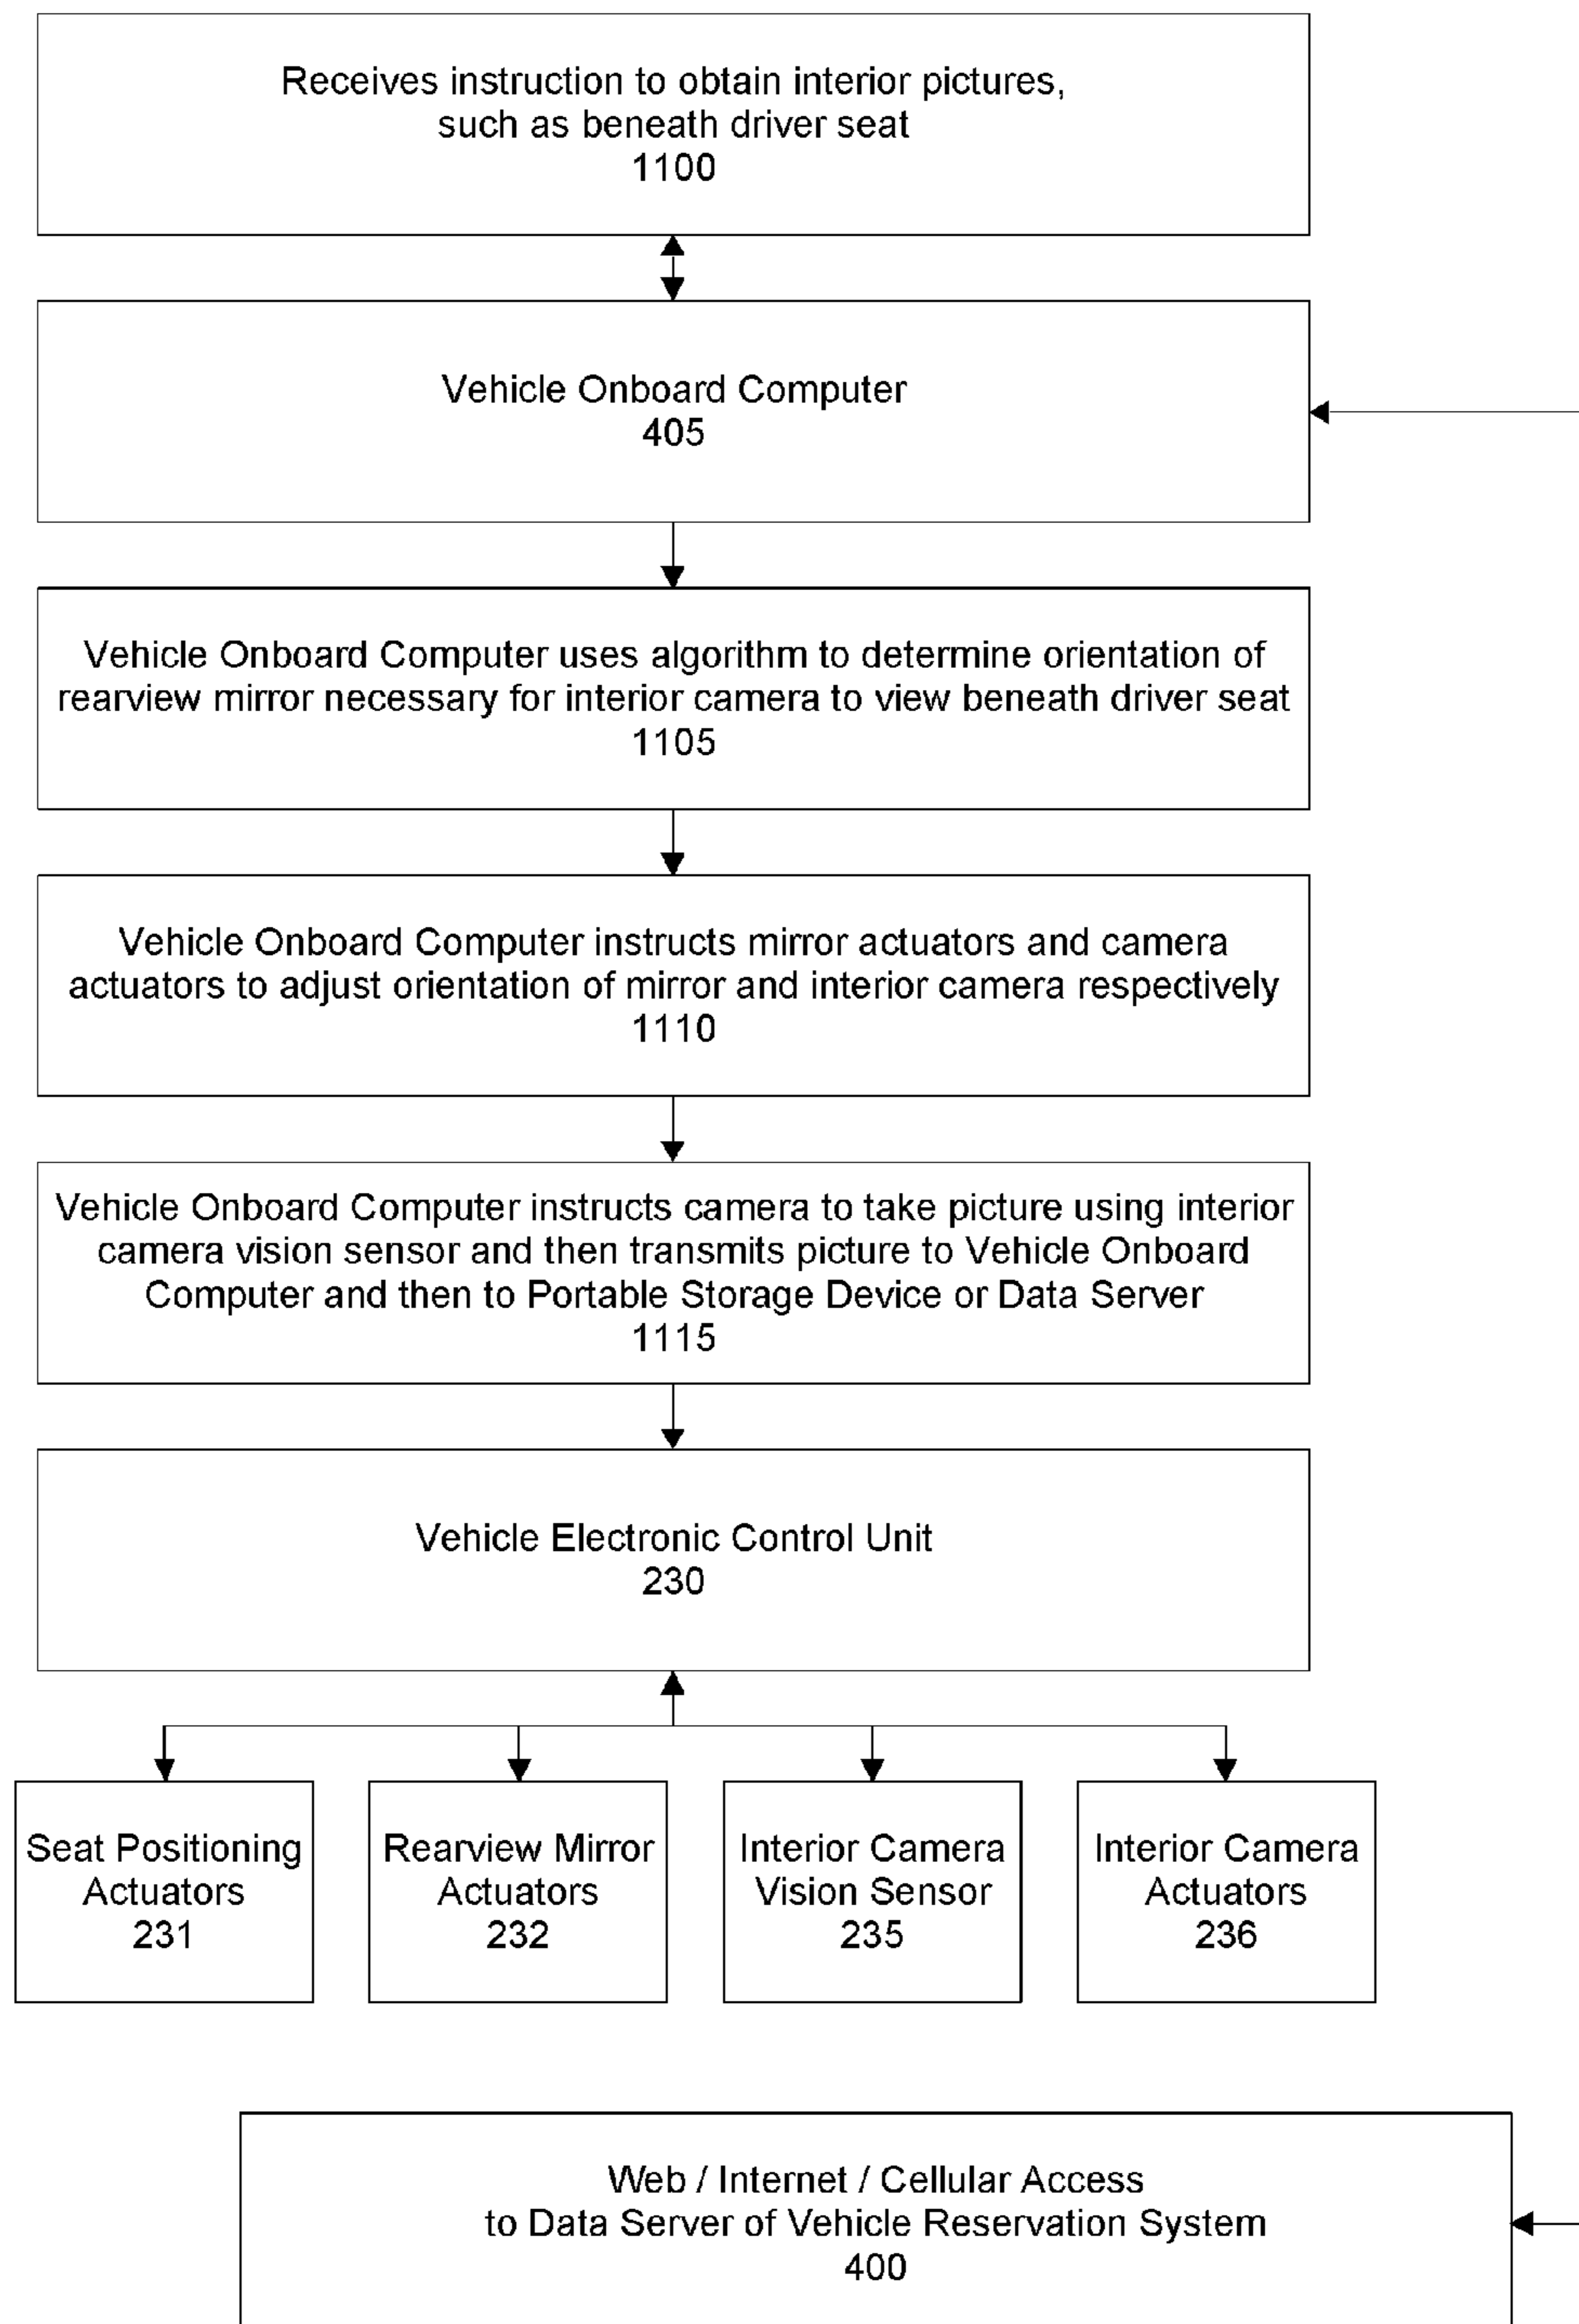 Receives instruction to obtain interior pictures,
such as beneath driver seat
1100
Vehicle Onboard Computer
405
Vehicle Onboard Computer uses algorithm to determine orientation of
rearview mirror necessary for interior camera to view beneath driver seat
1105
Vehicle Onboard Computer instructs mirror actuators and camera
actuators to adjust orientation of mirror and interior camera respectively
1110
Vehicle Onboard Computer instructs camera to take picture using interior
camera vision sensor and then transmits picture to Vehicle Onboard
Computer and then to Portable Storage Device or Data Server
1115
Vehicle Electronic Control Unit
230
Seat Positioning
Actuators
231
Rearview Mirror
Actuators
232
Interior Camera
Vision Sensor
235
Interior Camera
Actuators
236
Web / Internet / Cellular Access
to Data Server of Vehicle Reservation System
400